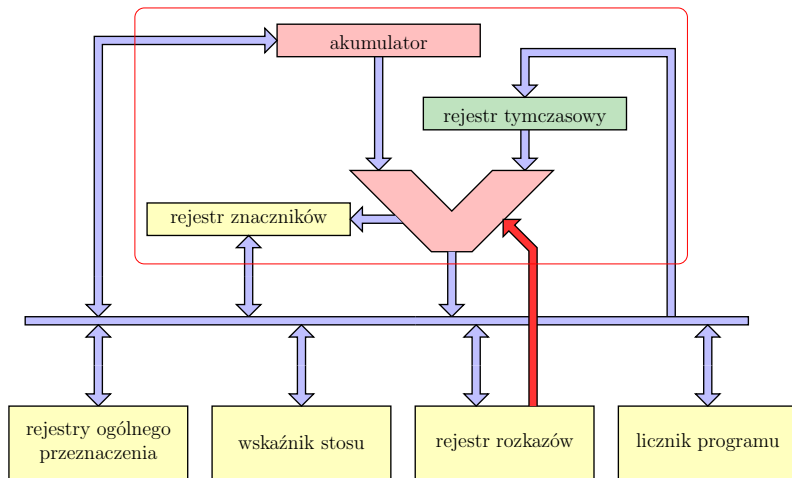 akumulator
rejestr tymczasowy
rejestr znaczników
rejestry ogólnego
przeznaczenia
wskaźnik stosu
rejestr rozkazów
licznik programu